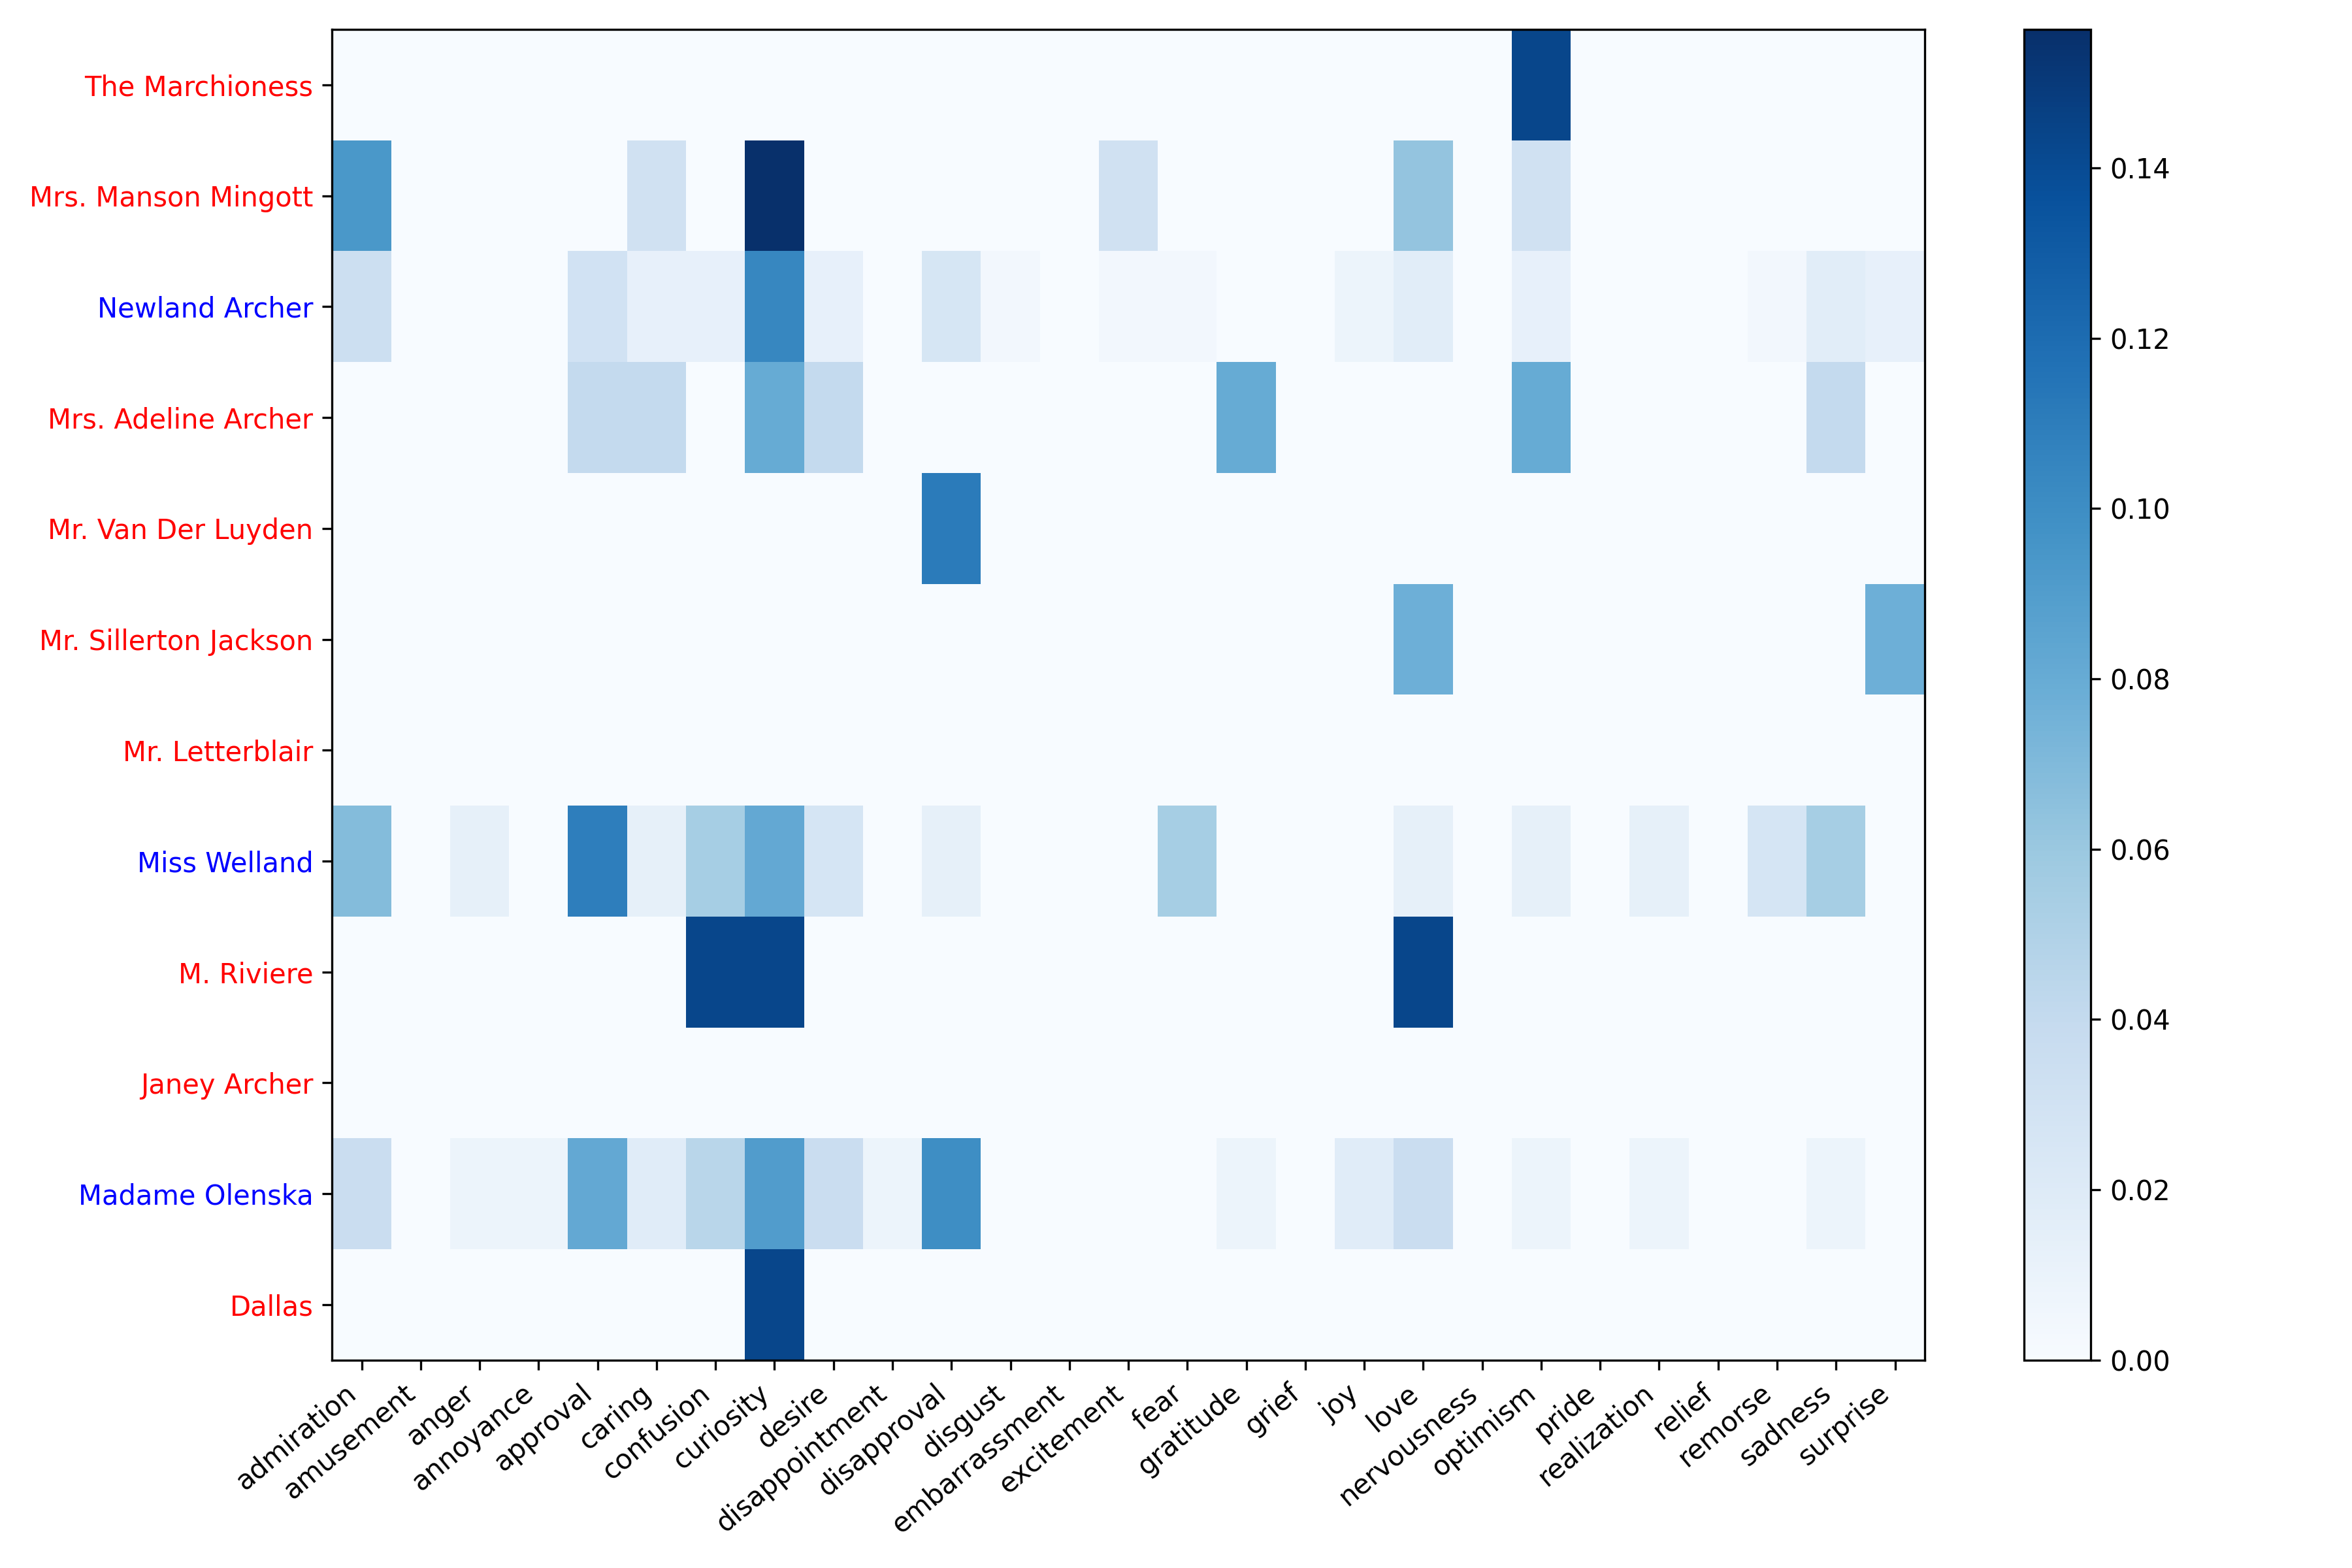 The Marchioness
Mrs. Manson Mingott
Newland Archer
Mrs. Adeline Archer
Mr. Van Der Luyden
Mr. Sillerton Jackson
Mr. Letterblair
Miss Welland
M. Riviere
Janey Archer
Madame Olenska
Dallas
admiration
amusement
anger
annoyance
approval
caring
confusion
curiosity
desire
disappointment
disapproval
disgust
embarrassment
excitement
fear
gratitude
grief
joy
love
nervousness
optimism
pride
realization
relief
remorse
sadness
surprise
0.14
0.12
0.10
0.08
0.06
0.04
0.02
0.00